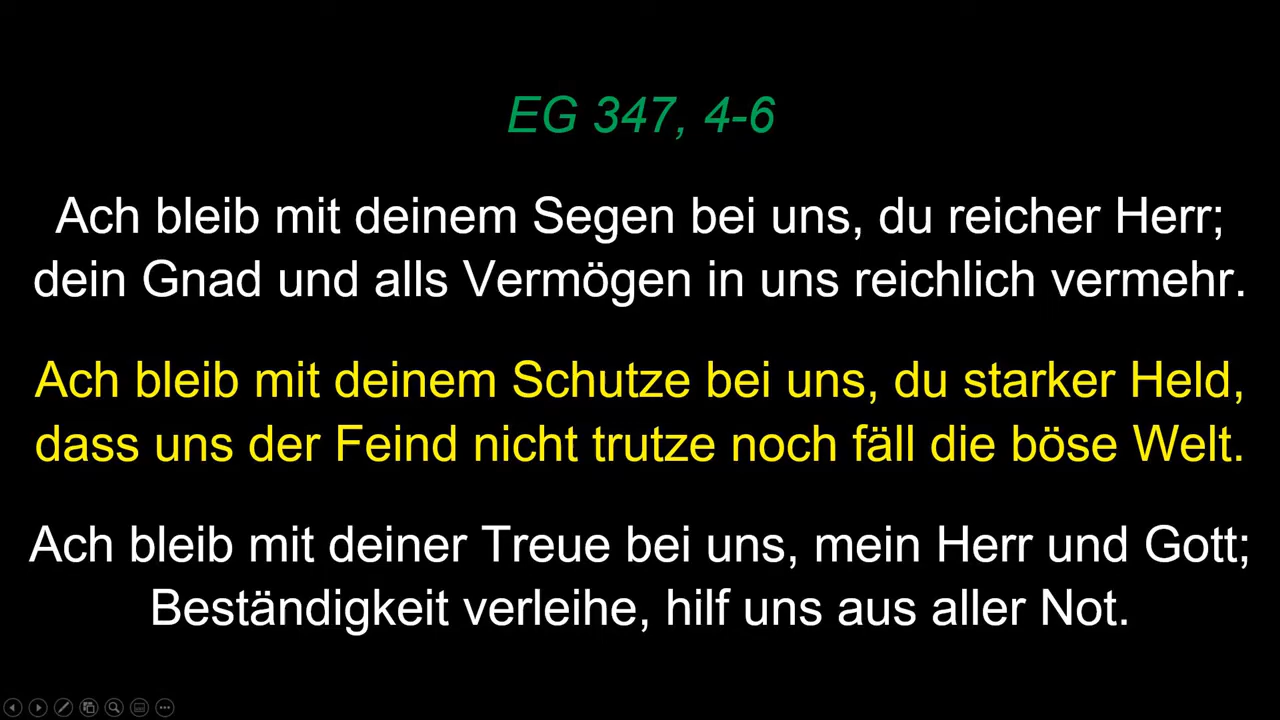 EG 347, 4-6
Ach bleib mit deinem Segen bei uns, du reicher Herr;
dein Gnad und alls Vermögen in uns reichlich vermehr.
Ach bleib mit deinem Schutze bei uns, du starker Held,
dass uns der Feind nicht trutze noch fäll die böse Welt.
Ach bleib mit deiner Treue bei uns, mein Herr und Gott;
Beständigkeit verleihe, hilf uns aus aller Not.